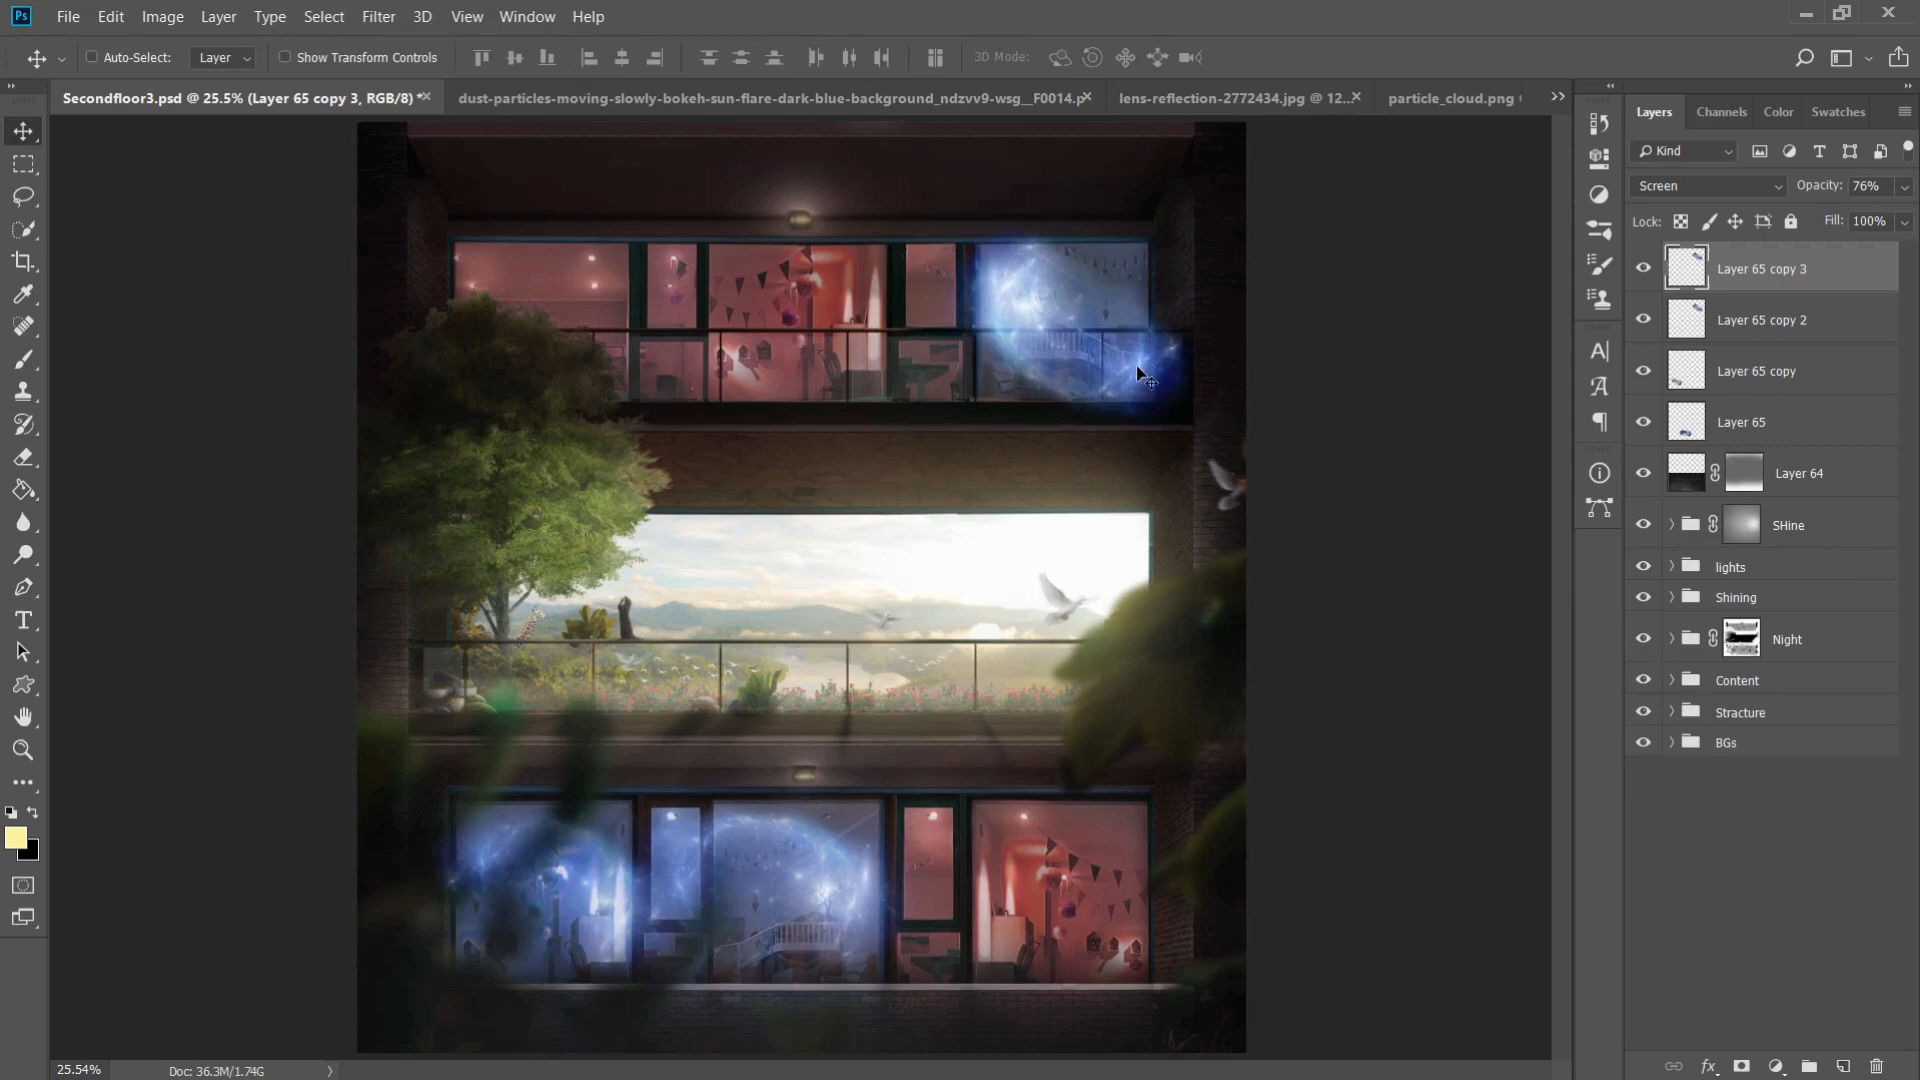 Ps File Edit Image Layer Type Select Filter 3D View Window Help
Auto-Select: Layer Show Transform Controls 3D Mode:
Secondfloor3.psd @ 25.5% (Layer 65 copy 3, RGB/8) * dust-particles-moving-slowly-bokeh-sun-flare-dark-blue-background_ndzvv9-wsg__F0014.p lens-reflection-2772434.jpg @ 12... particle_cloud.png
Layers Channels Color Swatches
Kind
Screen Opacity: 76%
Lock: Fill: 100%
Layer 65 copy 3
Layer 65 copy 2
Layer 65 copy
Layer 65
Layer 64
SHine
lights
Shining
Night
Content
Stracture
BGs
25.54% Doc: 36.3M/1.74G